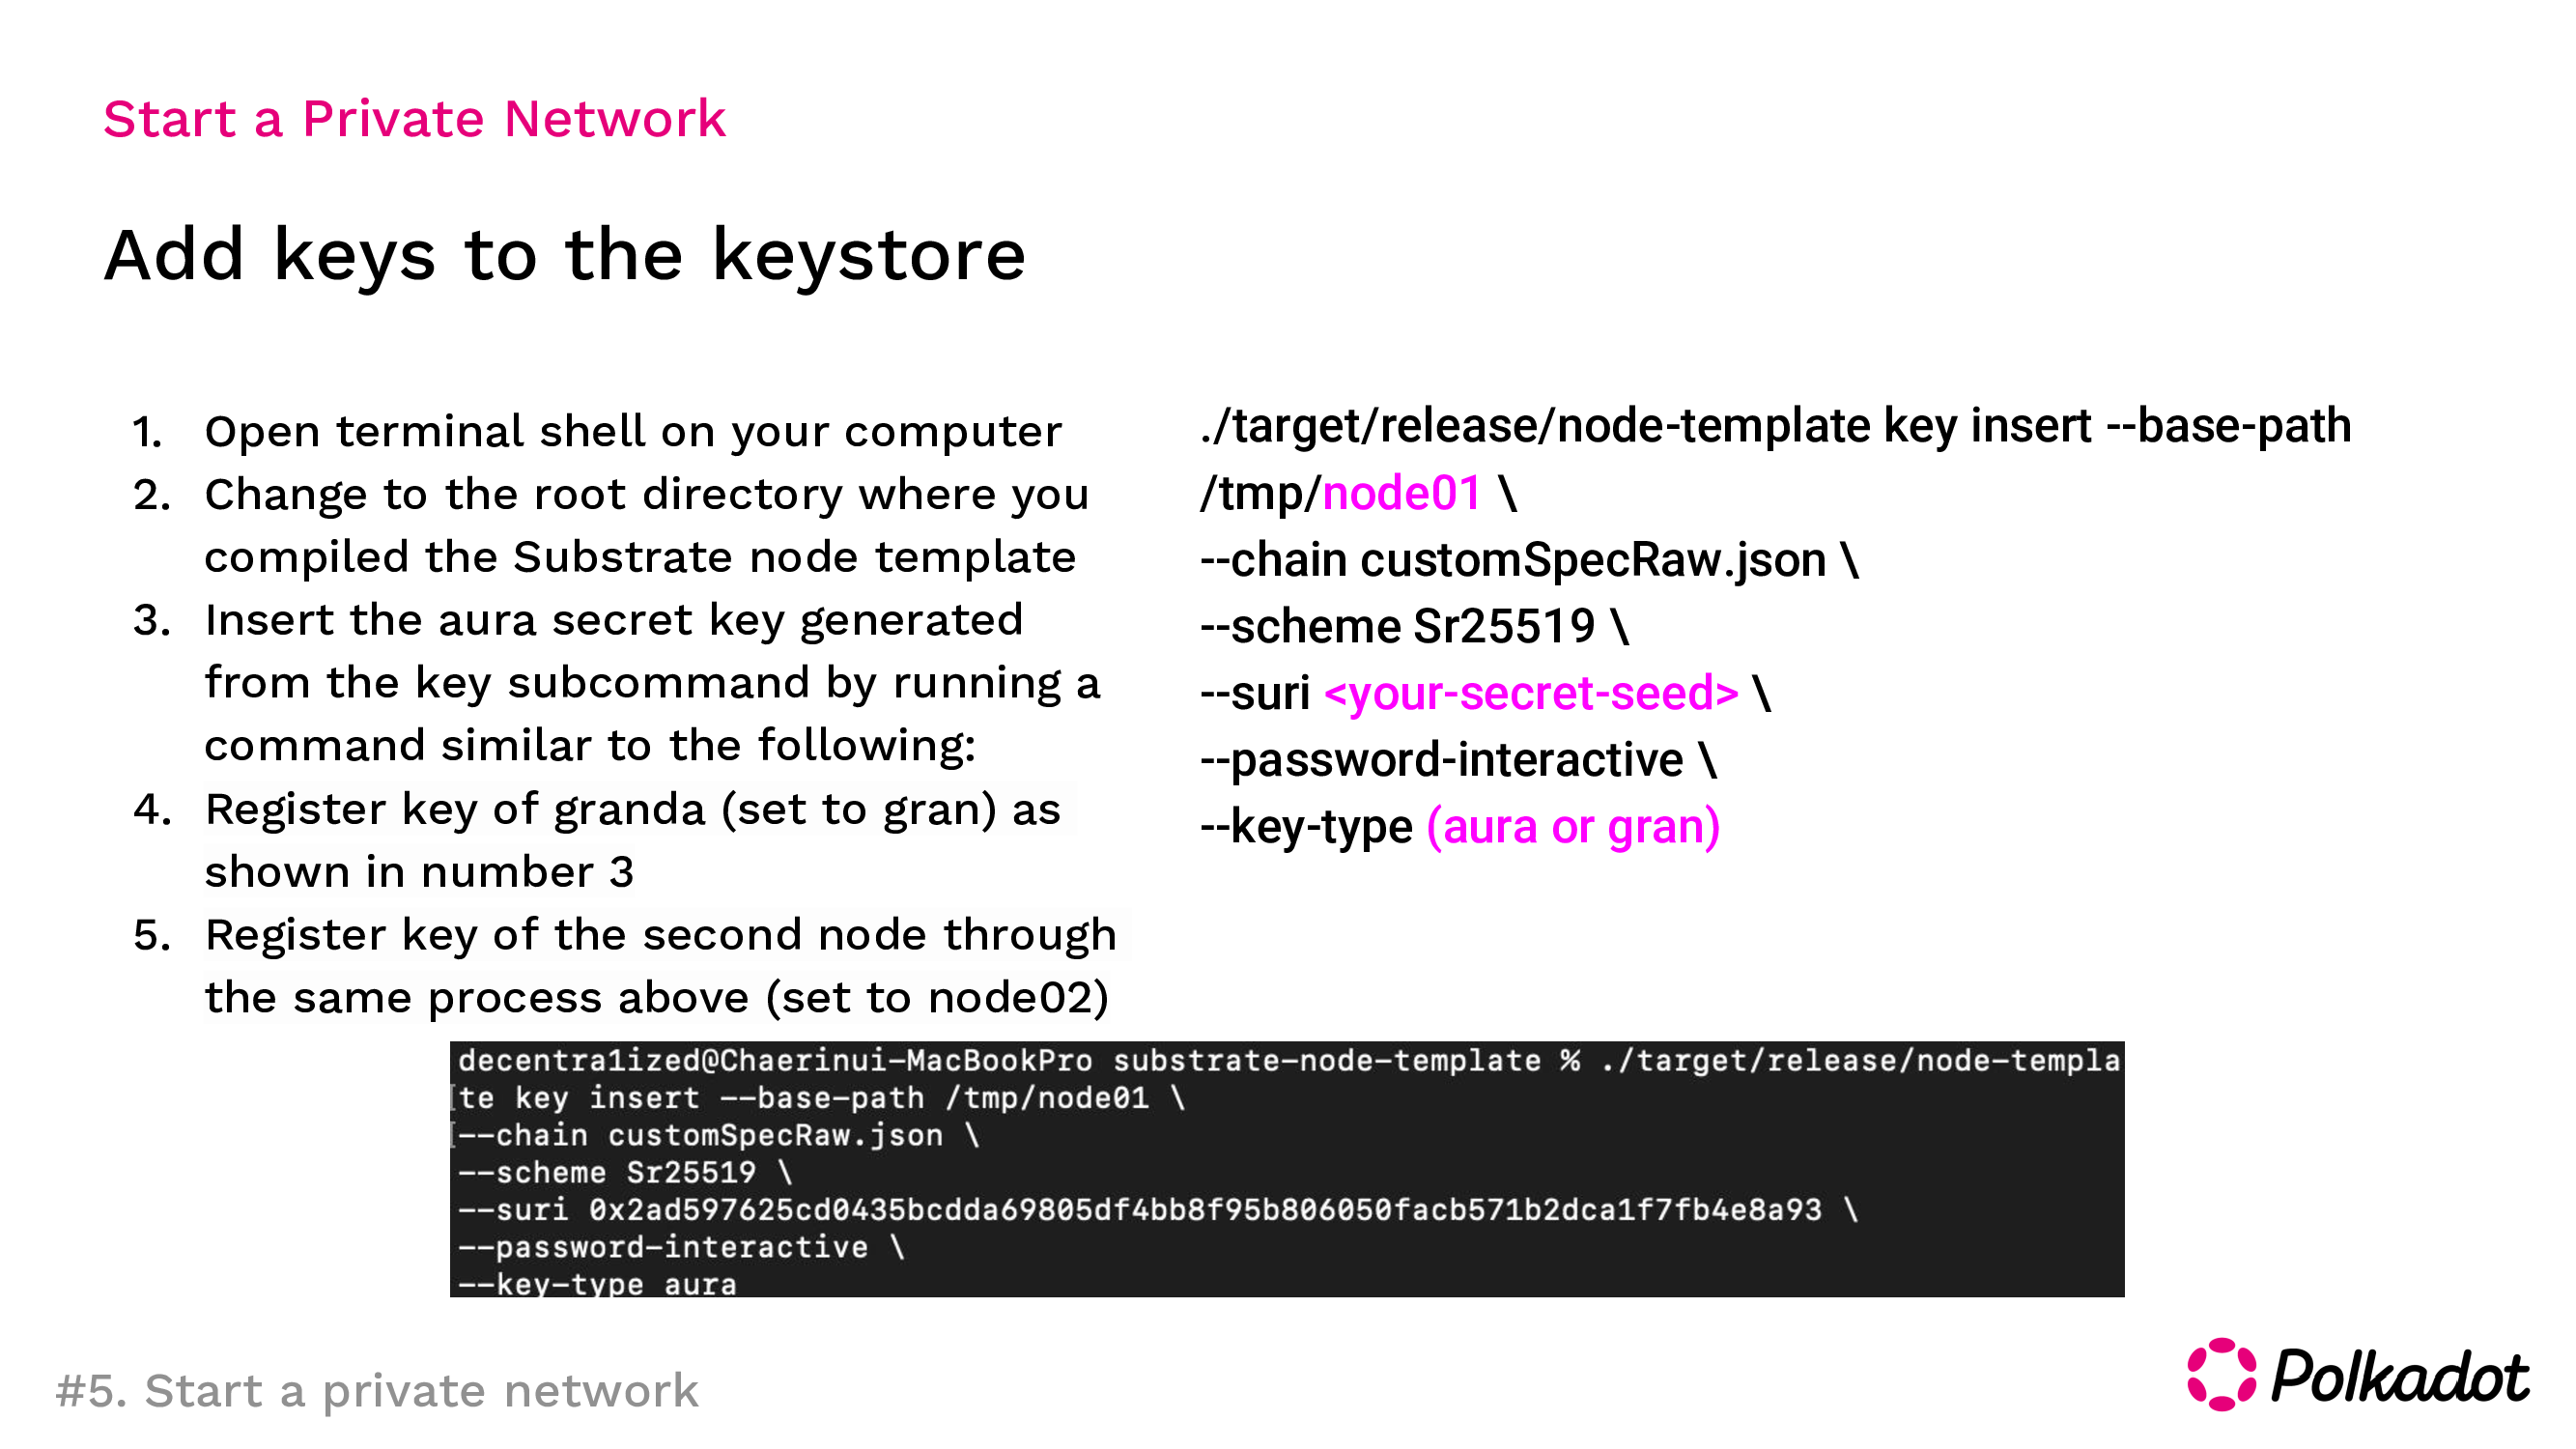 Start a Private Network
Add keys to the keystore
1. Open terminal shell on your computer
2. Change to the root directory where you
compiled the Substrate node template
3. Insert the aura secret key generated
from the key subcommand by running a
command similar to the following:
4. Register key of granda (set to gran) as
shown in number 3
5. Register key of the second node through
the same process above (set to node02)
./target/release/node-template key insert --base-path
/tmp/node01 \
--chain customSpecRaw.json \
--scheme Sr25519 \
--suri <your-secret-seed> \
--password-interactive \
--key-type (aura or gran)
decentra1ized@Chaerinui-MacBookPro substrate-node-template % ./target/release/node-templa
[te key insert --base-path /tmp/node01 \
[--chain customSpecRaw.json \
--scheme Sr25519 \
--suri 0x2ad597625cd0435bcdda69805df4bb8f95b806050facb571b2dca1f7fb4e8a93 \
--password-interactive \
--key-type aura
#5. Start a private network
Polkadot